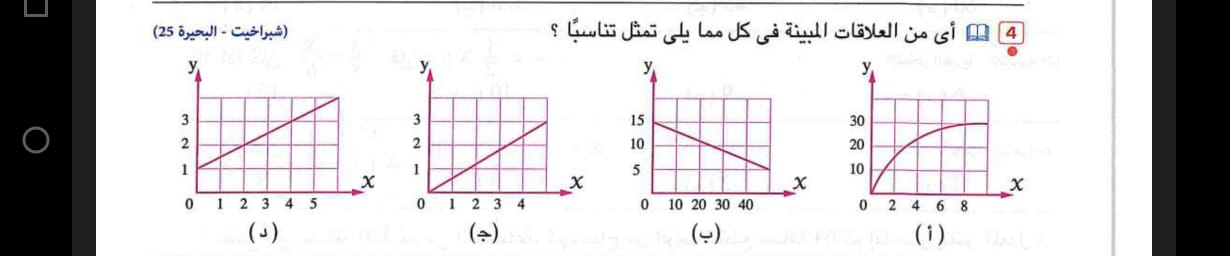 4 أى من العلاقات المبينة فى كل مما يلى تمثل تناسبًا ؟ (شبراخيت - البحيرة 25)
y y y y
3 3 15 30
2 2 10 20
1 1 5 10
x x x x
0 1 2 3 4 5 0 1 2 3 4 0 10 20 30 40 0 2 4 6 8
(د) (ج) (ب) (أ)